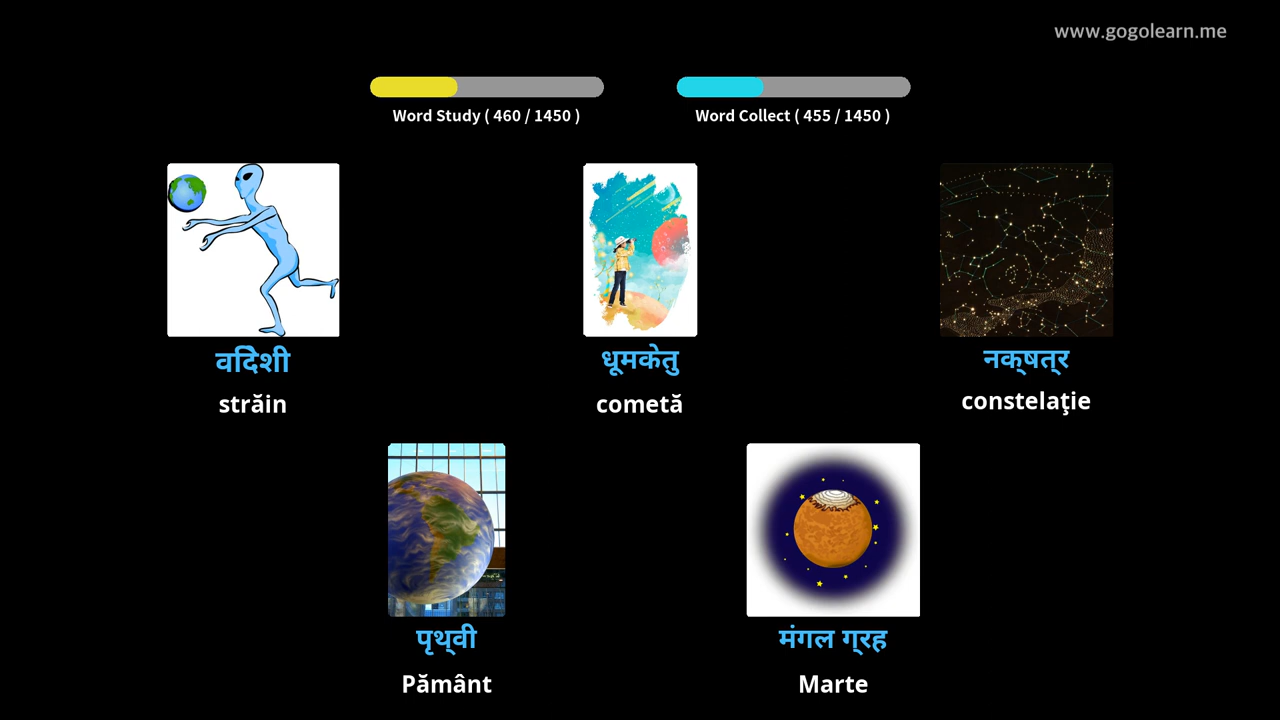 www.gogolearn.me
Word Study ( 460 / 1450 )
Word Collect ( 455 / 1450 )
विदेशी
străin
धूमकेतु
cometă
नक्षत्र
constelaţie
पृथ्वी
Pământ
मंगल ग्रह
Marte